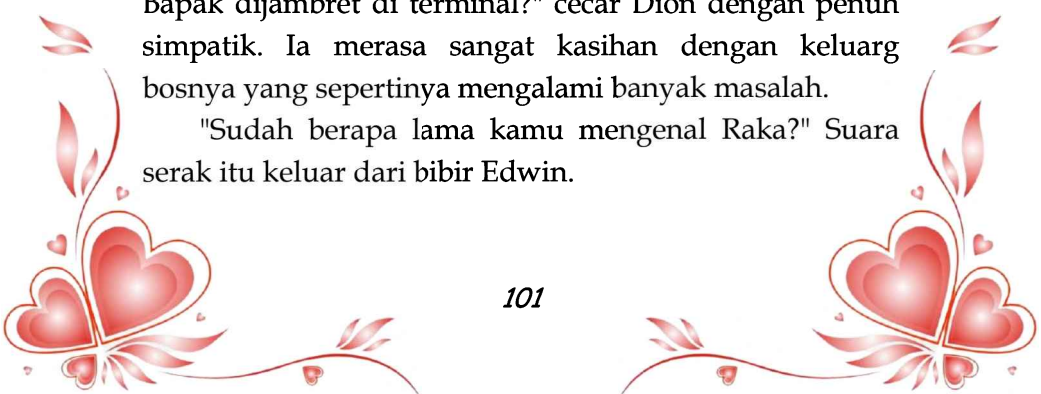 Bapak dijambret di terminal?" cecar Dion dengan penuh
simpatik. Ia merasa sangat kasihan dengan keluarg
bosnya yang sepertinya mengalami banyak masalah.
"Sudah berapa lama kamu mengenal Raka?" Suara
serak itu keluar dari bibir Edwin.
101